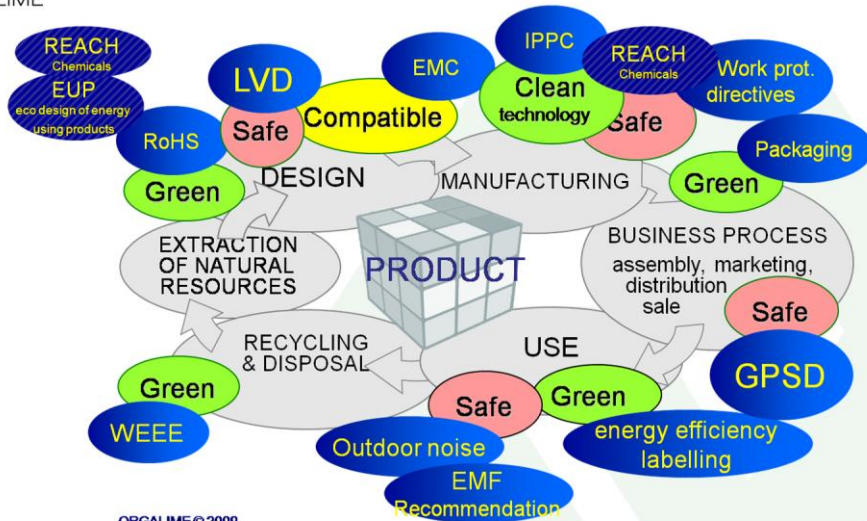 REACH
Chemicals
EUP
eco design of energy
using products
RoHS
Green
LVD
Safe
Compatible
EMC
DESIGN
IPPC
Clean
technology
REACH
Chemicals
Safe
Work prot.
directives
MANUFACTURING
Packaging
Green
BUSINESS PROCESS
assembly, marketing,
distribution
sale
Safe
GPSD
PRODUCT
EXTRACTION
OF NATURAL
RESOURCES
RECYCLING
& DISPOSAL
USE
Green
WEEE
Safe
Green
Outdoor noise
energy efficiency
labelling
EMF
Recommendation
ORGALIME © 2009